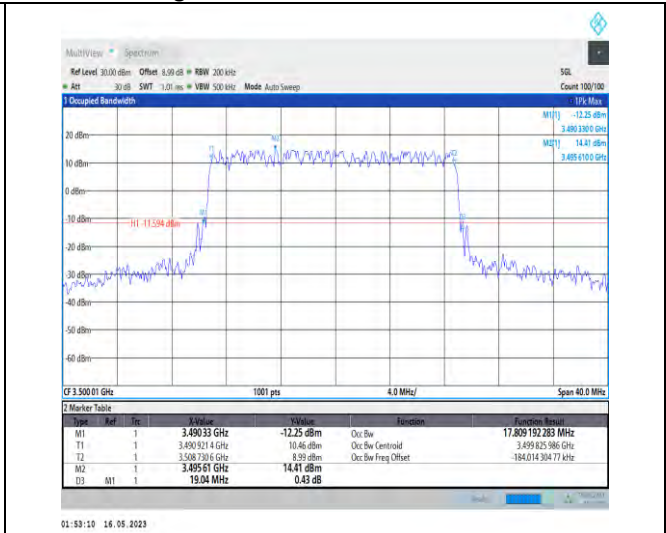 MultiView Spectrum
Ref Level 30.00 dBm Offset 8.99 dB RBW 200 kHz SGL
Att 30 dB SWT 1.01 ms VBW 500 kHz Mode Auto Sweep Count 100/100
1 Occupied Bandwidth 1Pk Max
M1[1] -12.25 dBm
3.490 3300 GHz
M2[1] 14.41 dBm
3.495 6100 GHz
20 dBm
M2
T1
T2
10 dBm
0 dBm
-10 dBm
H1 -11.594 dBm
-20 dBm
-30 dBm
-40 dBm
-50 dBm
-60 dBm
CF 3.500 01 GHz 1001 pts 4.0 MHz/ Span 40.0 MHz
2 Marker Table
Type Ref Trc X-Value Y-Value Function Function Result
M1 1 3.490 33 GHz -12.25 dBm Occ Bw 17.809 192 283 MHz
T1 1 3.490 921 4 GHz 10.46 dBm Occ Bw Centroid 3.499 825 986 GHz
T2 1 3.508 730 6 GHz 8.99 dBm Occ Bw Freq Offset -184.014 304 77 kHz
M2 1 3.495 61 GHz 14.41 dBm
D3 M1 1 19.04 MHz 0.43 dB
01:53:10 16.05.2023